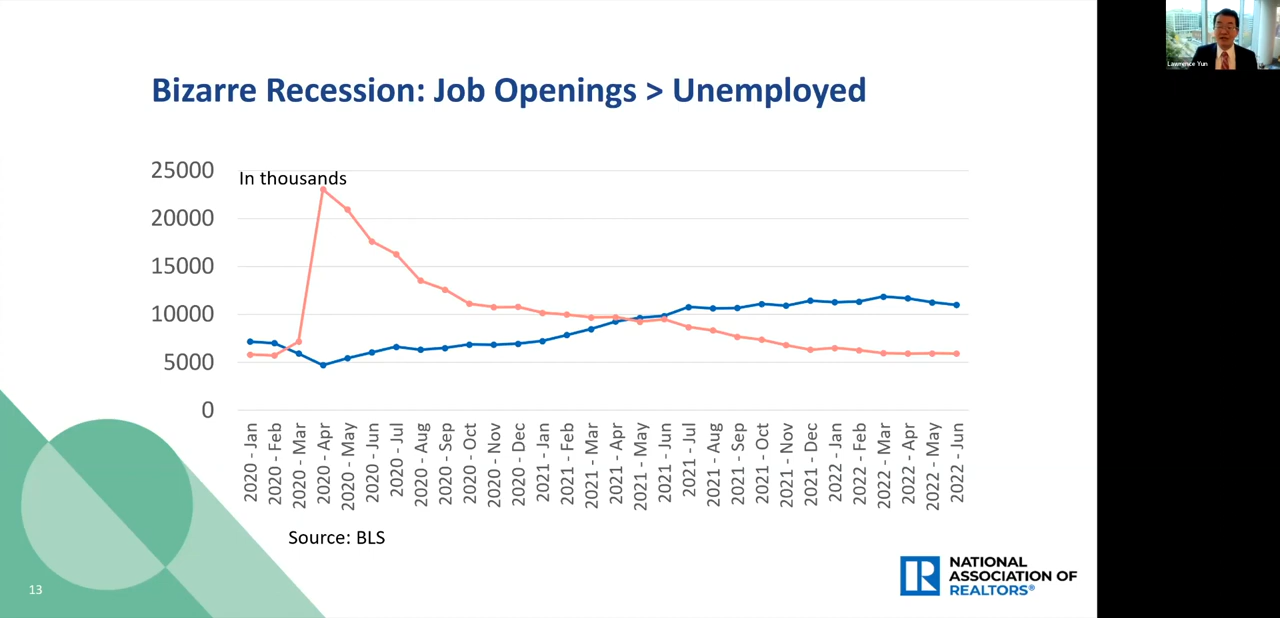 Bizarre Recession: Job Openings > Unemployed
In thousands
25000
20000
15000
10000
5000
0
2020 - Jan
2020 - Feb
2020 - Mar
2020 - Apr
2020 - May
2020 - Jun
2020 - Jul
2020 - Aug
2020 - Sep
2020 - Oct
2020 - Nov
2020 - Dec
2021 - Jan
2021 - Feb
2021 - Mar
2021 - Apr
2021 - May
2021 - Jun
2021 - Jul
2021 - Aug
2021 - Sep
2021 - Oct
2021 - Nov
2021 - Dec
2022 - Jan
2022 - Feb
2022 - Mar
2022 - Apr
2022 - May
2022 - Jun
Source: BLS
13
R
NATIONAL
ASSOCIATION OF
REALTORS®
Lawrence Yun